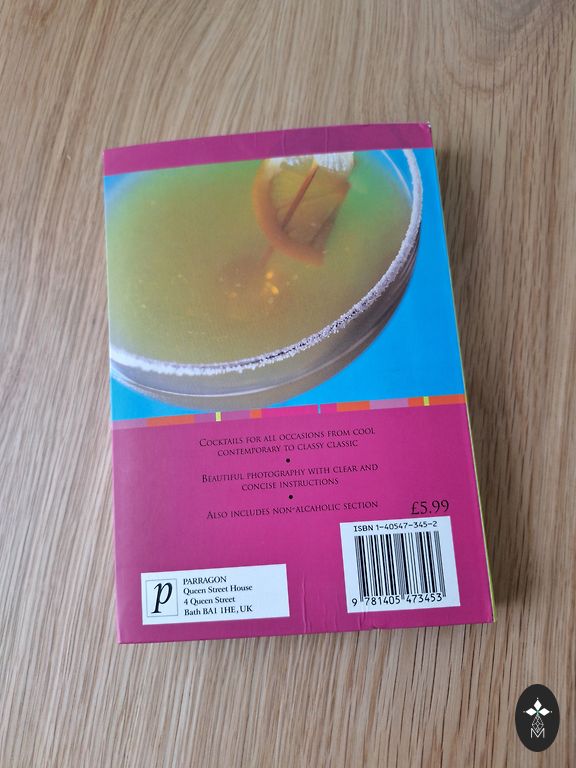 COCKTAILS FOR ALL OCCASIONS FROM COOL
CONTEMPORARY TO CLASSY CLASSIC
•
BEAUTIFUL PHOTOGRAPHY WITH CLEAR AND
CONCISE INSTRUCTIONS
•
ALSO INCLUDES NON-ALCAHOLIC SECTION
£5.99
ISBN 1-40547-345-2
9 781405 473453
p
PARRAGON
Queen Street House
4 Queen Street
Bath BA1 1HE, UK
M